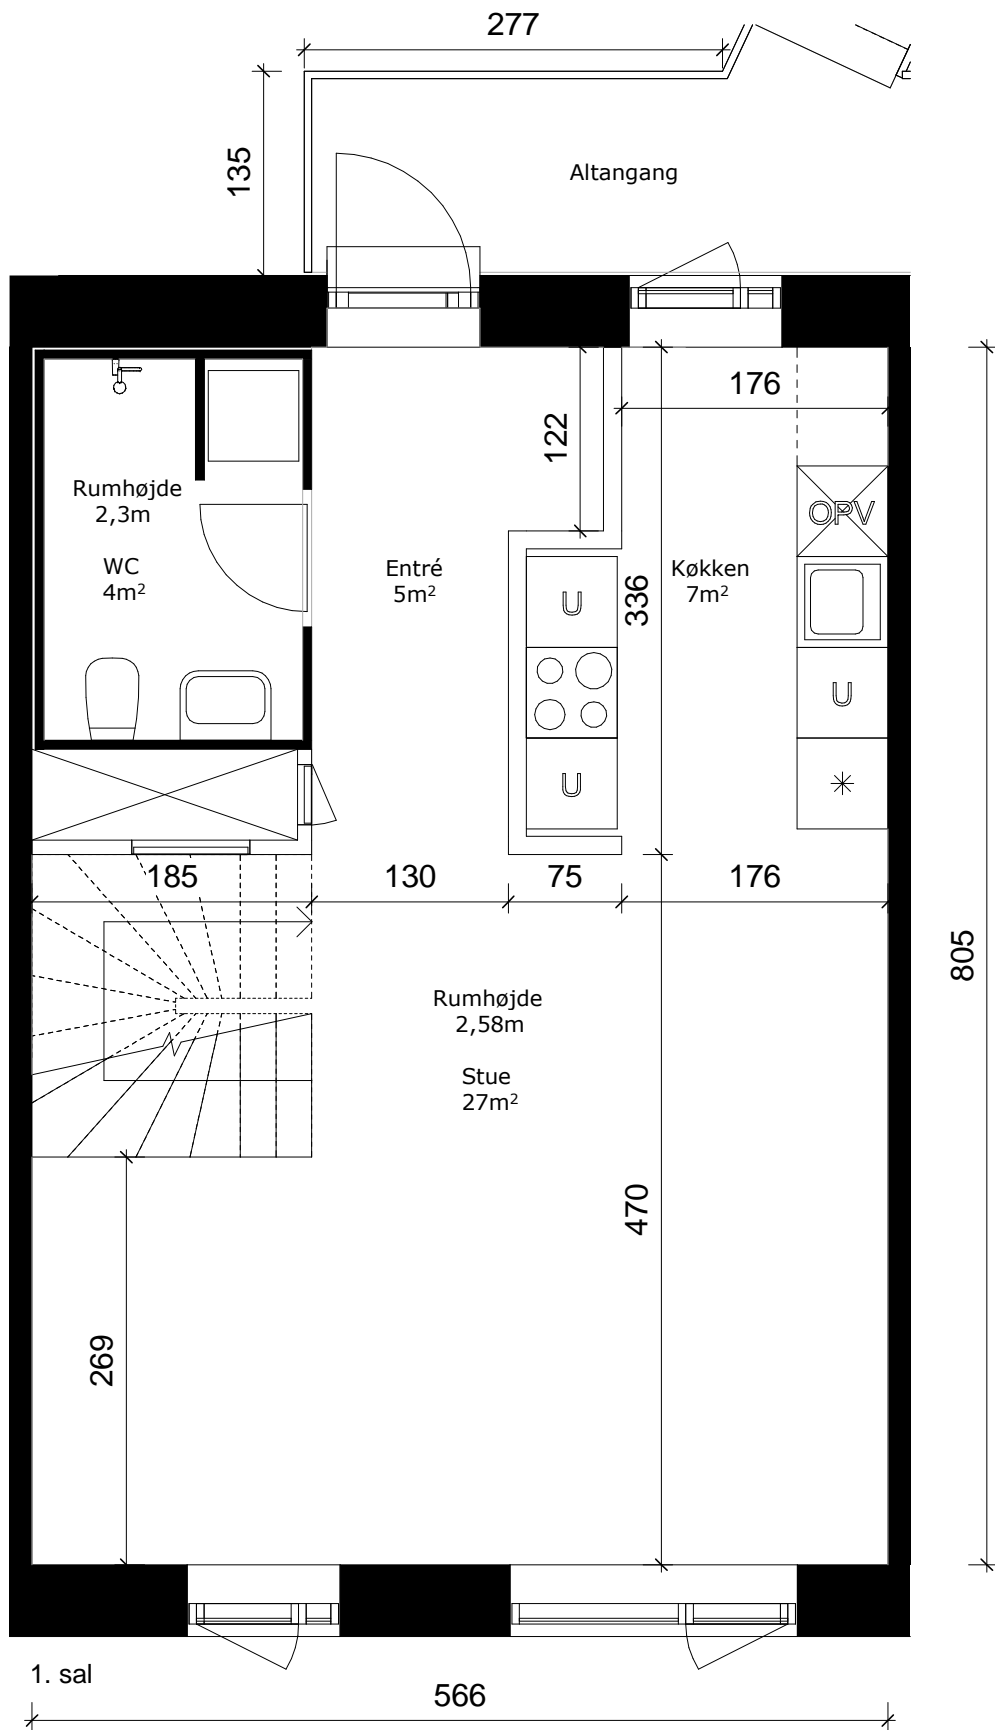 277
135
Altangang
176
122
Rumhøjde
2,3m
OPV
WC
4m²
Entré
5m²
U
336
Køkken
7m²
U
U
185
130
75
176
805
Rumhøjde
2,58m
Stue
27m²
470
269
1. sal
566